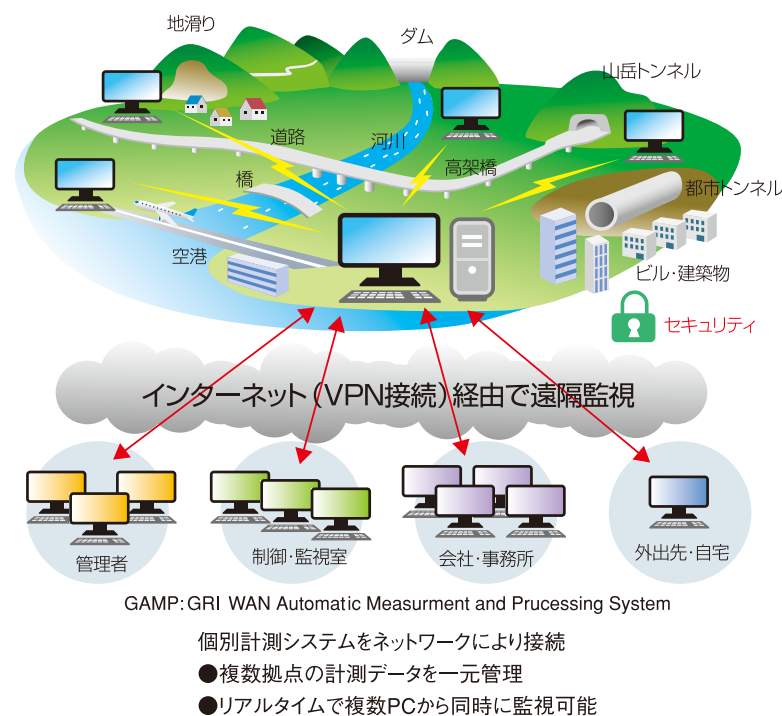 地滑り
ダム
山岳トンネル
道路
河川
高架橋
橋
都市トンネル
空港
ビル・建築物
セキュリティ
インターネット(VPN接続)経由で遠隔監視
管理者
制御・監視室
会社・事務所
外出先・自宅
GAMP:GRI WAN Automatic Measurment and Prucessing System
個別計測システムをネットワークにより接続
●複数拠点の計測データを一元管理
●リアルタイムで複数PCから同時に監視可能